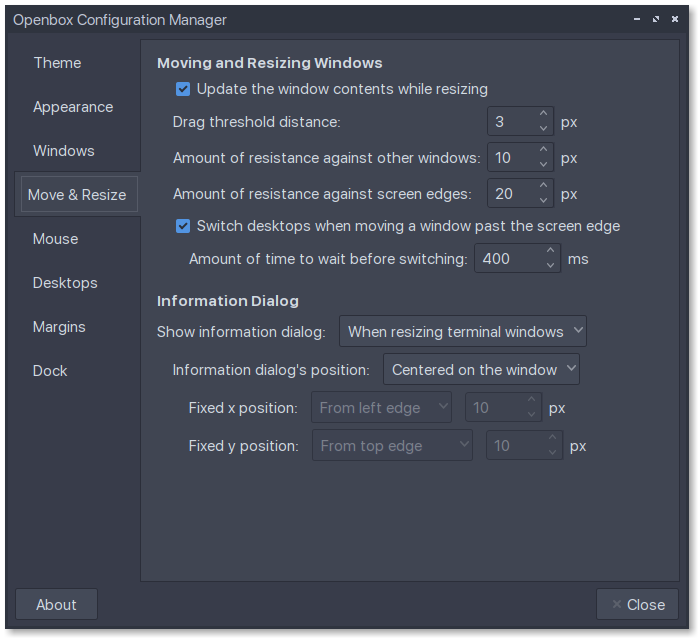 Openbox Configuration Manager
Theme
Appearance
Windows
Move & Resize
Mouse
Desktops
Margins
Dock
Moving and Resizing Windows
Update the window contents while resizing
Drag threshold distance: 3 px
Amount of resistance against other windows: 10 px
Amount of resistance against screen edges: 20 px
Switch desktops when moving a window past the screen edge
Amount of time to wait before switching: 400 ms
Information Dialog
Show information dialog: When resizing terminal windows
Information dialog's position: Centered on the window
Fixed x position: From left edge 10 px
Fixed y position: From top edge 10 px
About
Close